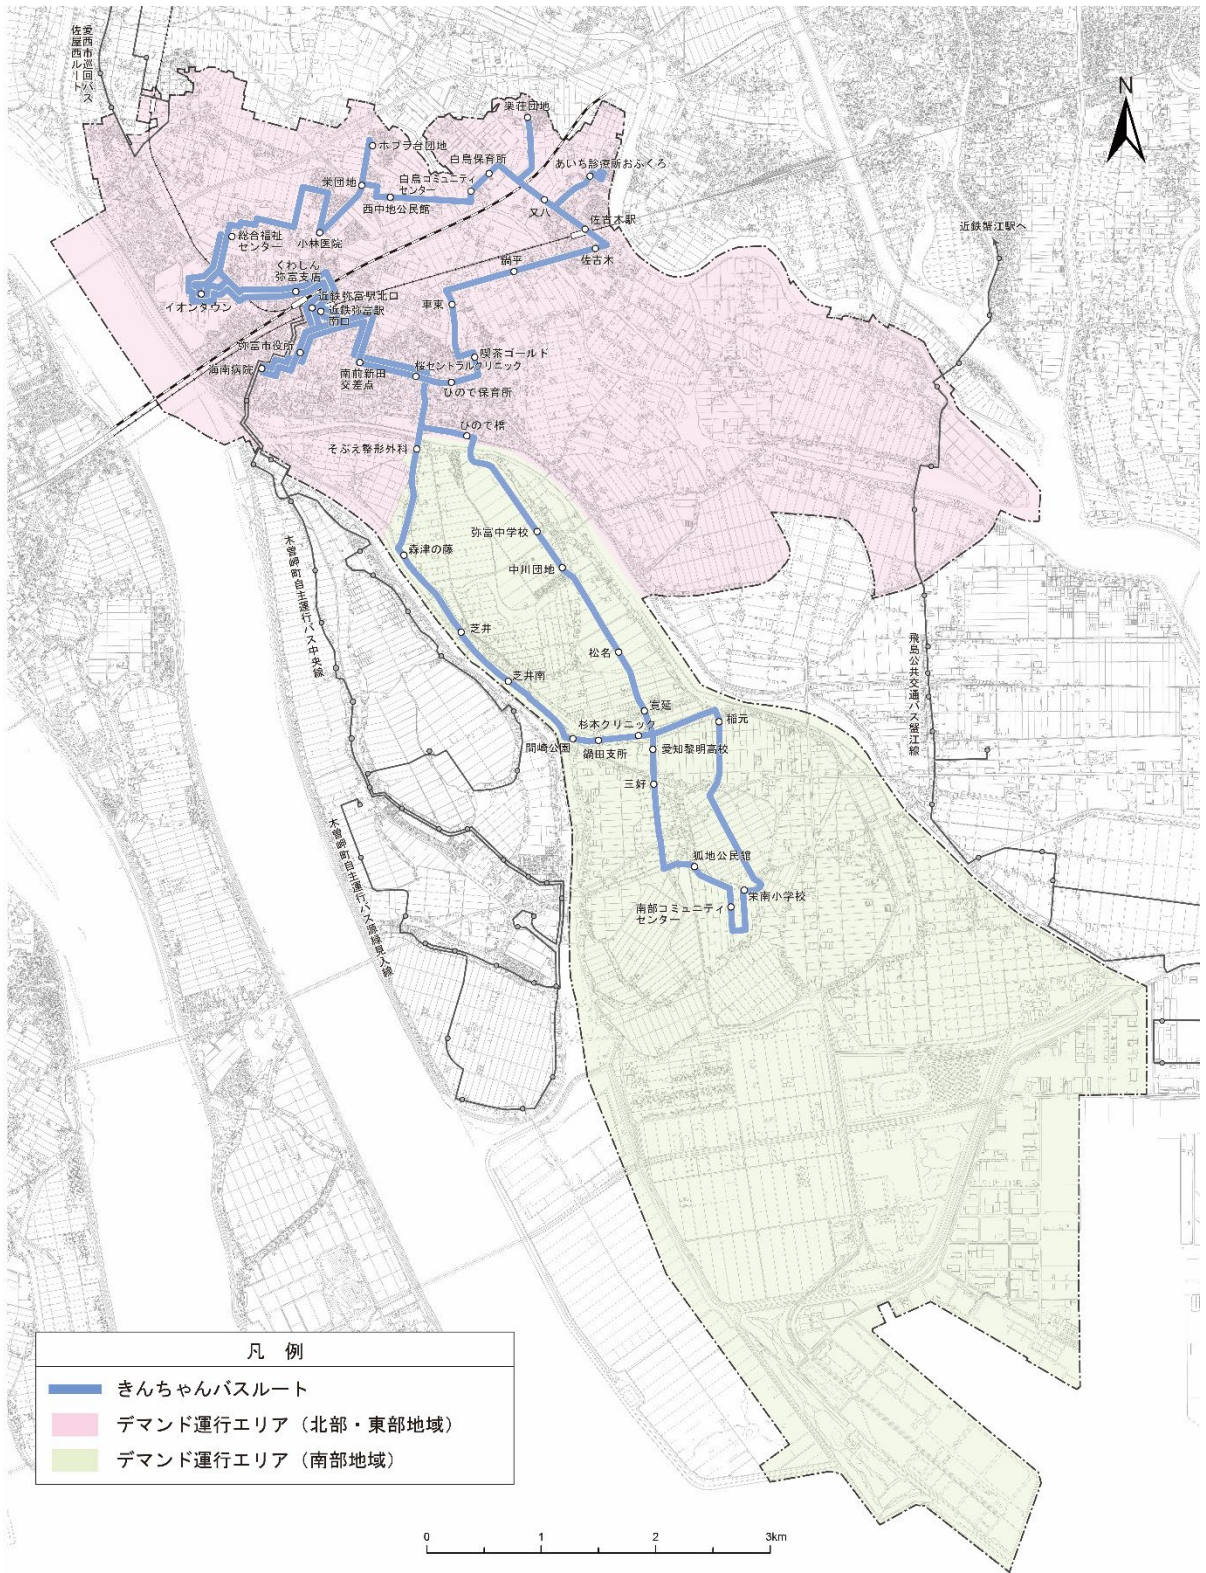 愛西市巡回バス
佐屋西ルート
N
楽荘団地
ポプラ台団地
白鳥保育所
あいち診療所おふくろ
栄団地
白鳥コミュニティ
センター
西中地公民館
又八
佐古木駅
近鉄蟹江駅へ
総合福祉
センター
小林医院
佐古木
鍋平
くわしん
弥富支店
イオンタウン
近鉄弥富駅北口
近鉄弥富駅
南口
車東
弥富市役所
海南病院
喫茶ゴールド
南前新田
交差点
桜セントラルクリニック
ひので保育所
ひので橋
そぶえ整形外科
弥富中学校
森津の藤
中川団地
木曽岬町自主運行バス中央線
芝井
飛島公共交通バス蟹江線
松名
芝井南
寛延
杉本クリニック
稲元
間崎公園
鍋田支所
愛知黎明高校
三好
木曽岬町自主運行バス源緑見入線
狐地公民館
栄南小学校
南部コミュニティ
センター
凡 例
きんちゃんバスルート
デマンド運行エリア（北部・東部地域）
デマンド運行エリア（南部地域）
0 1 2 3km